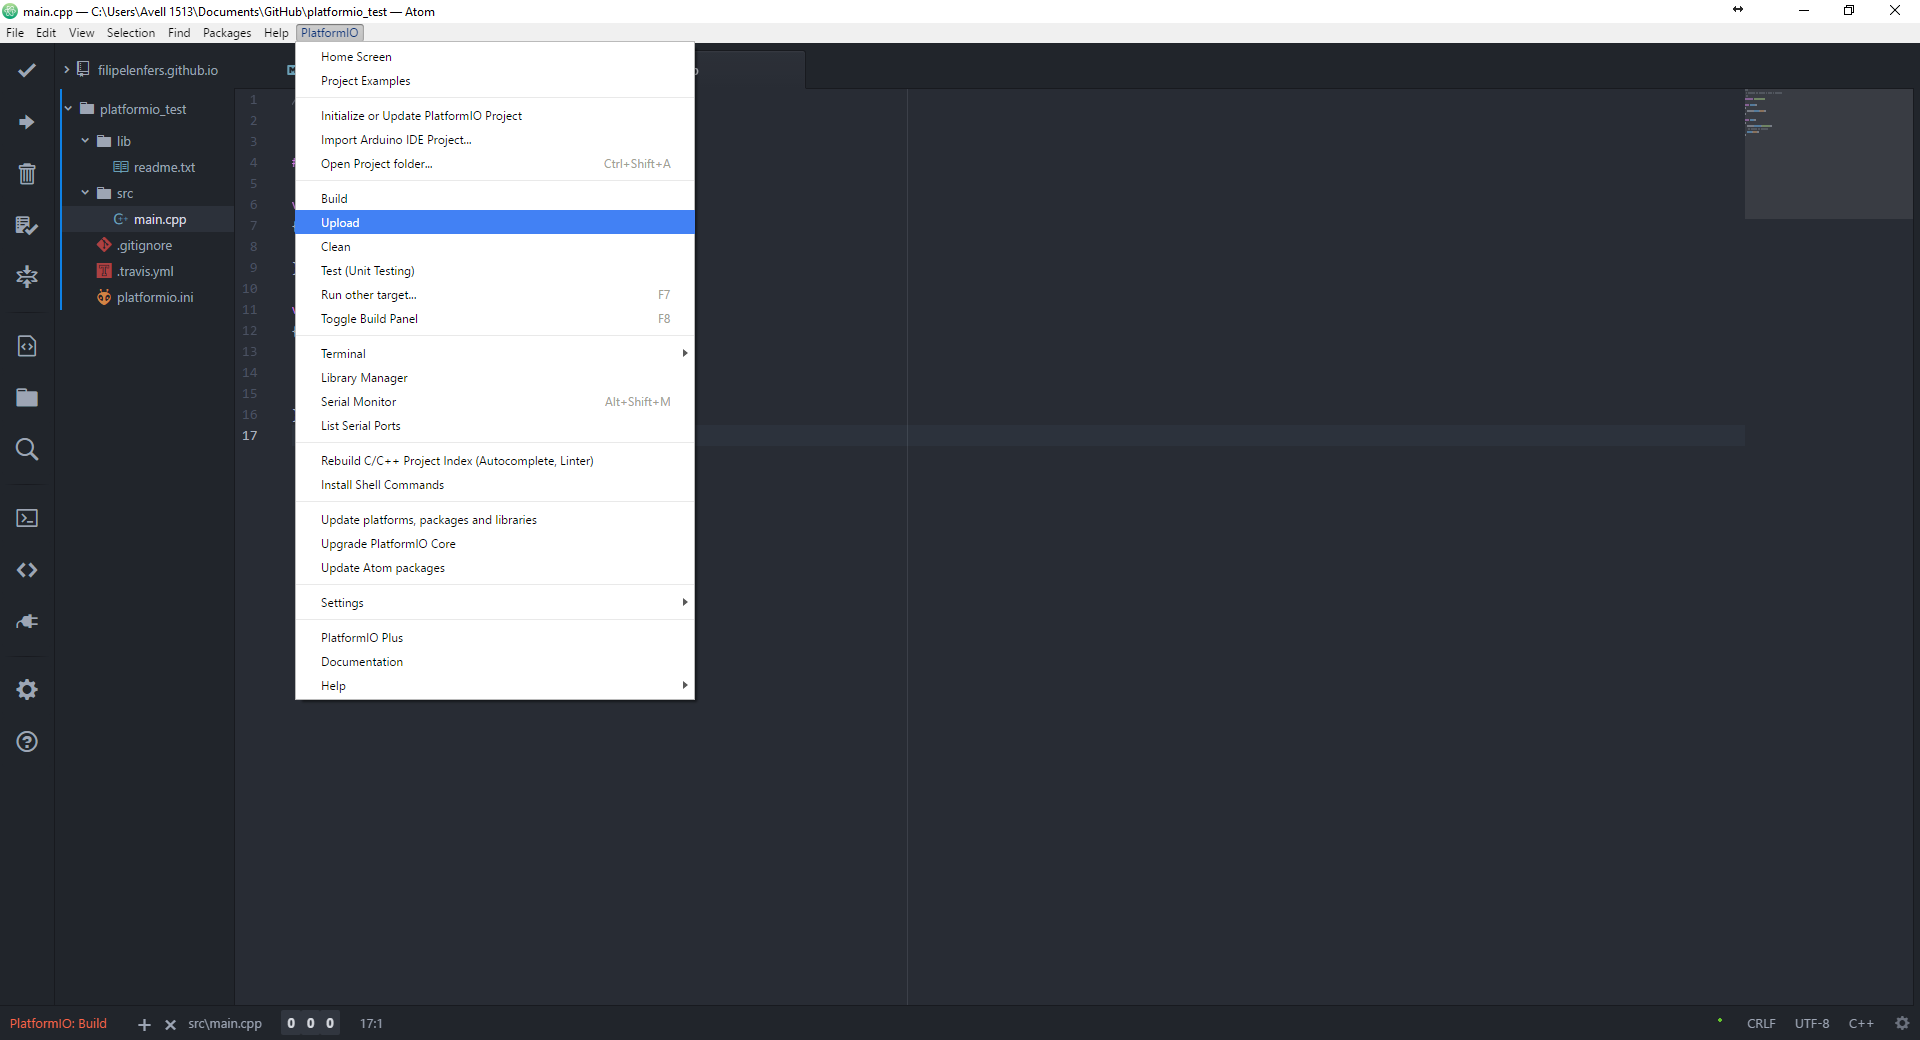 main.cpp — C:\Users\Avell 1513\Documents\GitHub\platformio_test — Atom
File Edit View Selection Find Packages Help PlatformIO
filipelenfers.github.io
platformio_test
lib
readme.txt
src
main.cpp
.gitignore
.travis.yml
platformio.ini
Home Screen
Project Examples
Initialize or Update PlatformIO Project
Import Arduino IDE Project...
Open Project folder... Ctrl+Shift+A
Build
Upload
Clean
Test (Unit Testing)
Run other target... F7
Toggle Build Panel F8
Terminal
Library Manager
Serial Monitor Alt+Shift+M
List Serial Ports
Rebuild C/C++ Project Index (Autocomplete, Linter)
Install Shell Commands
Update platforms, packages and libraries
Upgrade PlatformIO Core
Update Atom packages
Settings
PlatformIO Plus
Documentation
Help
1
2
3
4 #
5
6
7
8
9
10
11
12
13
14
15
16
17
PlatformIO: Build + × src\main.cpp 0 0 0 17:1 CRLF UTF-8 C++